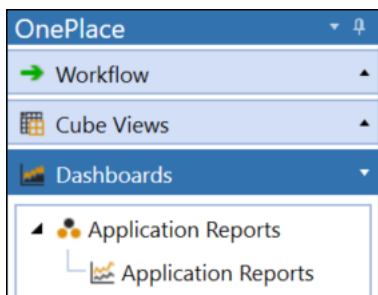 OnePlace
Workflow
Cube Views
Dashboards
Application Reports
Application Reports